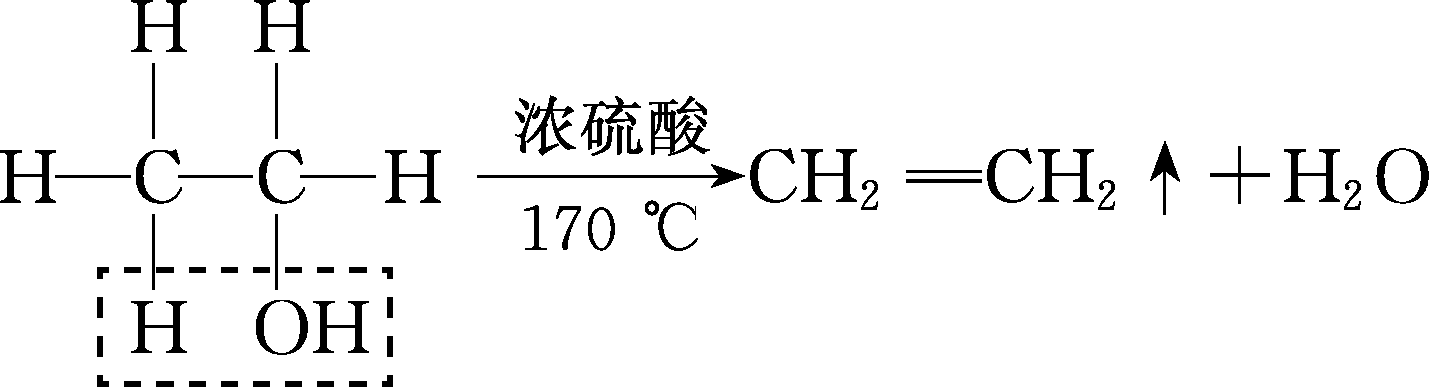 H H
H—C—C—H 浓硫酸 170 ℃ CH₂═CH₂↑+H₂O
H OH